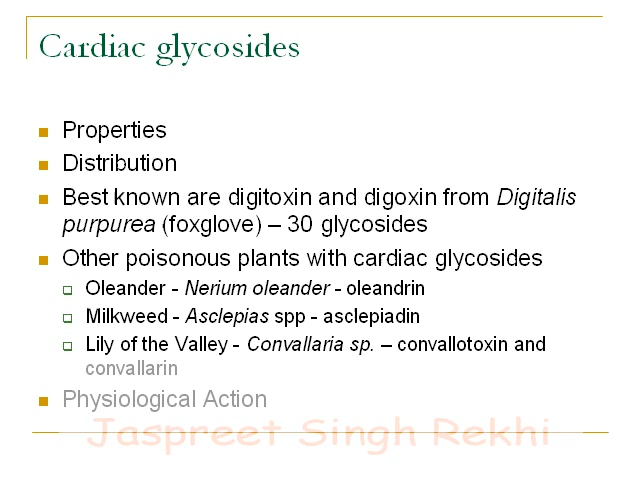 Cardiac glycosides
Properties
Distribution
Best known are digitoxin and digoxin from Digitalis
purpurea (foxglove) – 30 glycosides
Other poisonous plants with cardiac glycosides
Oleander - Nerium oleander - oleandrin
Milkweed - Asclepias spp - asclepiadin
Lily of the Valley - Convallaria sp. – convallotoxin and
convallarin
Physiological Action
Jaspreet Singh Rekhi